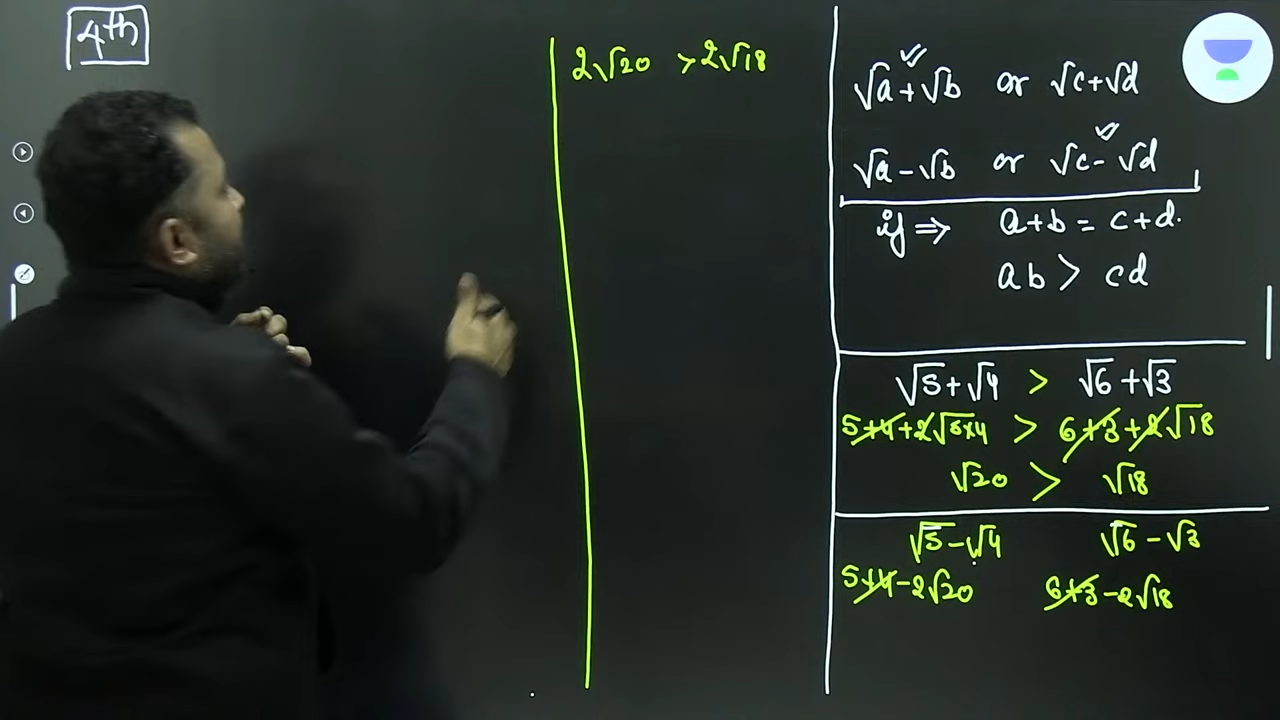 4th
2√20 > 2√18
√a + √b or √c + √d
√a - √b or √c - √d
if ⇒ a + b = c + d.
ab > cd
√5 + √4 > √6 + √3
5+4+2√5×4 > 6+3+2√18
√20 > √18
√5 - √4 √6 - √3
5+4-2√20 6+3-2√18